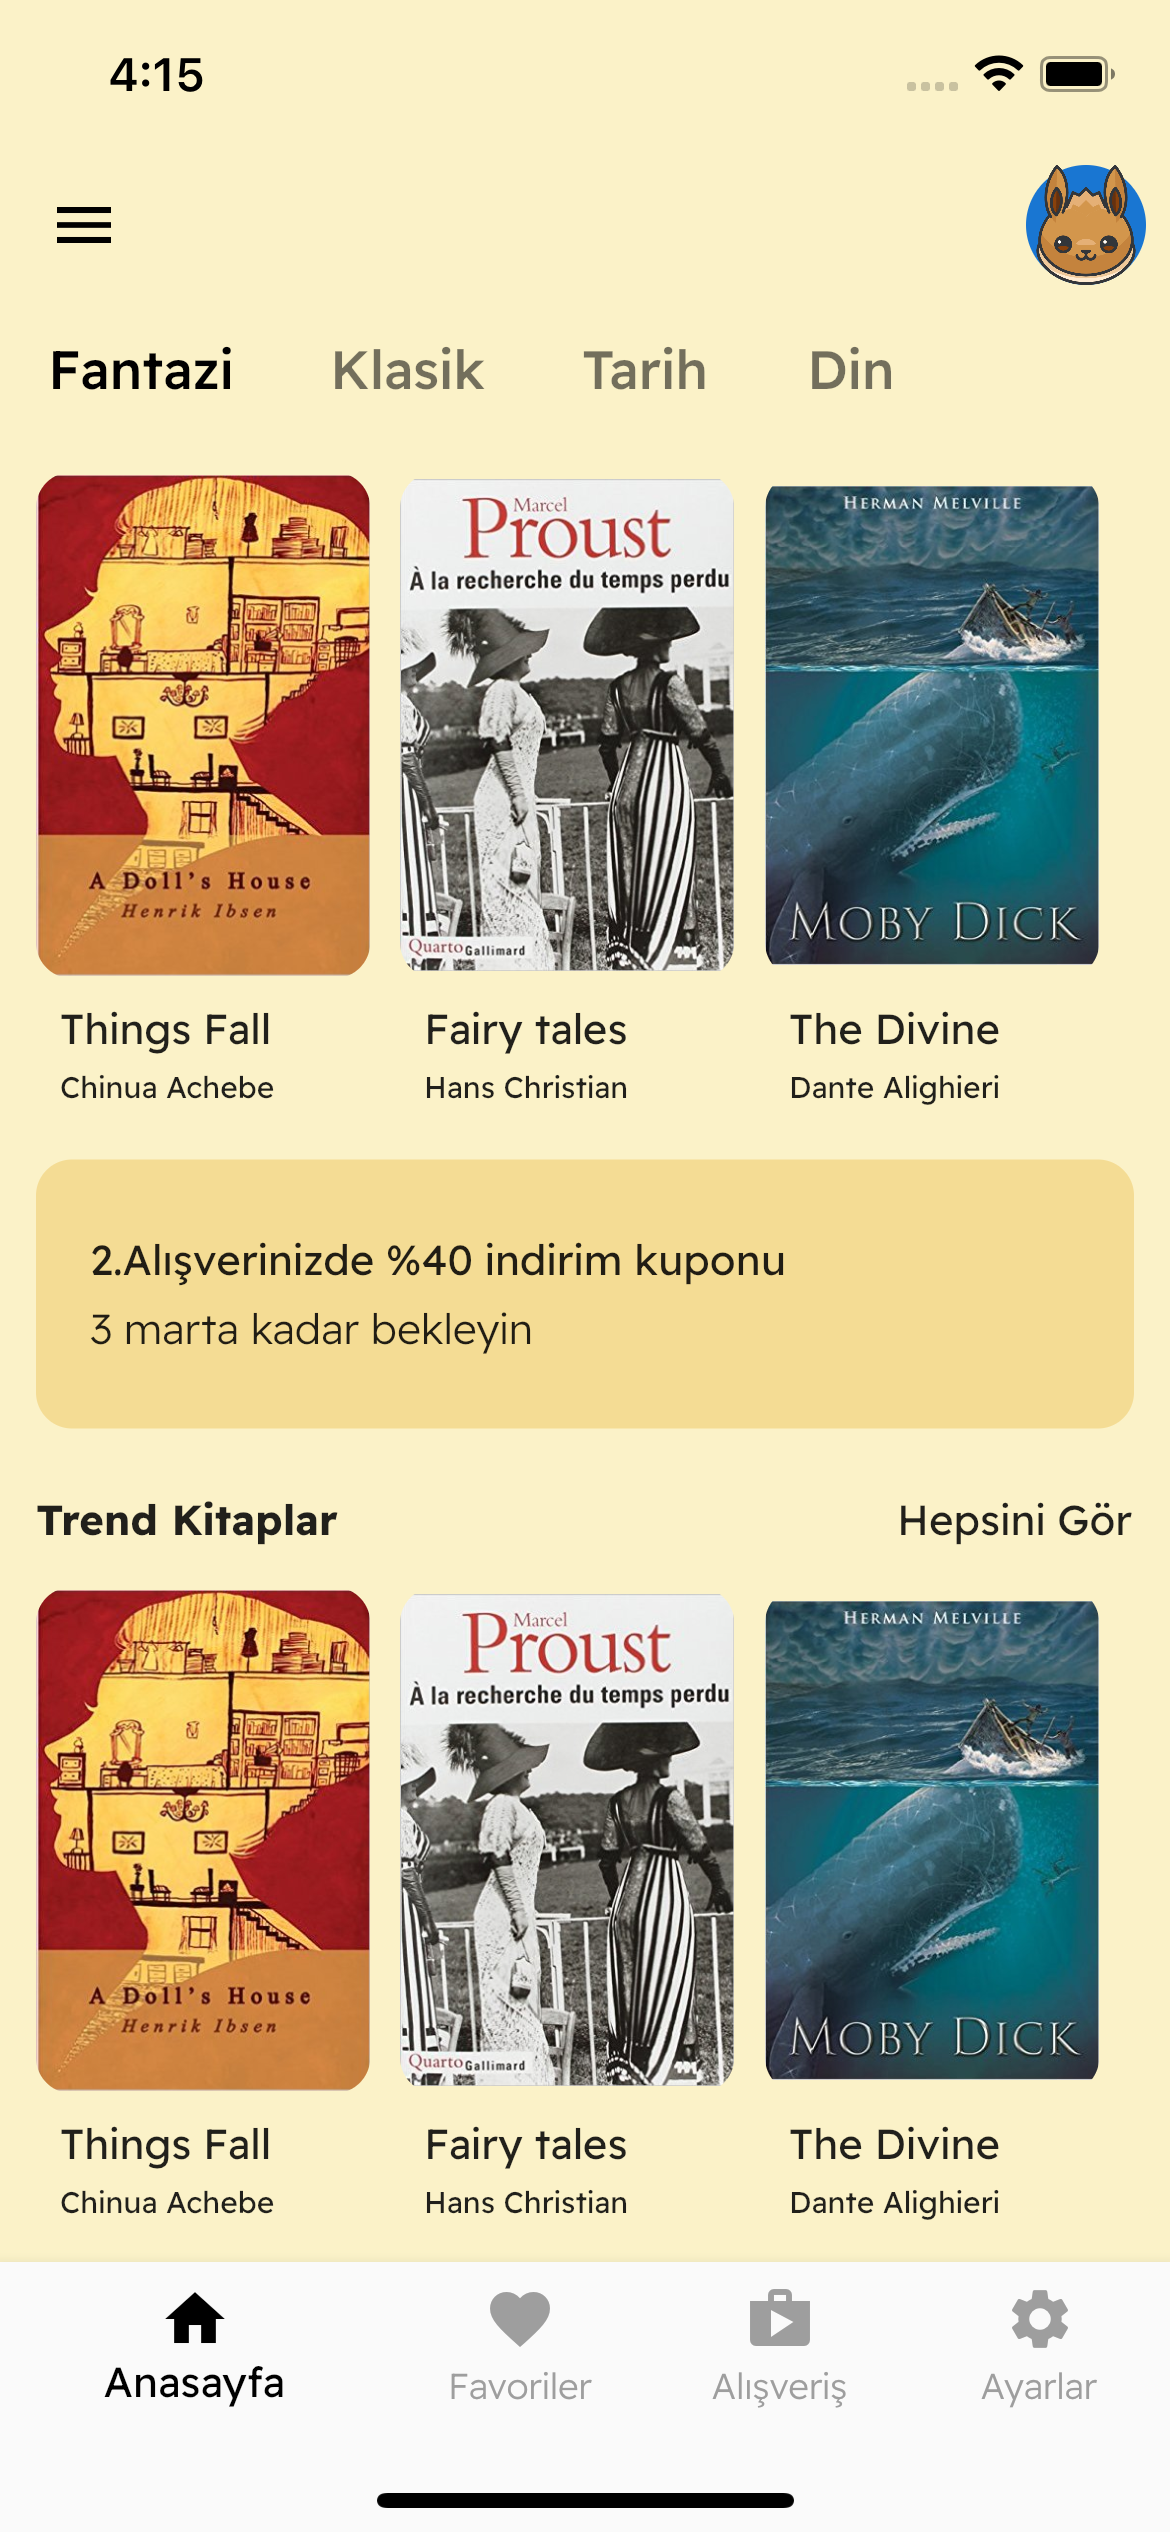 4:15
Fantazi Klasik Tarih Din
A Doll's House
Henrik Ibsen
Marcel
Proust
À la recherche du temps perdu
Quarto Gallimard
HERMAN MELVILLE
MOBY DICK
Things Fall
Chinua Achebe
Fairy tales
Hans Christian
The Divine
Dante Alighieri
2.Alışverinizde %40 indirim kuponu
3 marta kadar bekleyin
Trend Kitaplar
Hepsini Gör
A Doll's House
Henrik Ibsen
Marcel
Proust
À la recherche du temps perdu
Quarto Gallimard
HERMAN MELVILLE
MOBY DICK
Things Fall
Chinua Achebe
Fairy tales
Hans Christian
The Divine
Dante Alighieri
Anasayfa
Favoriler
Alışveriş
Ayarlar